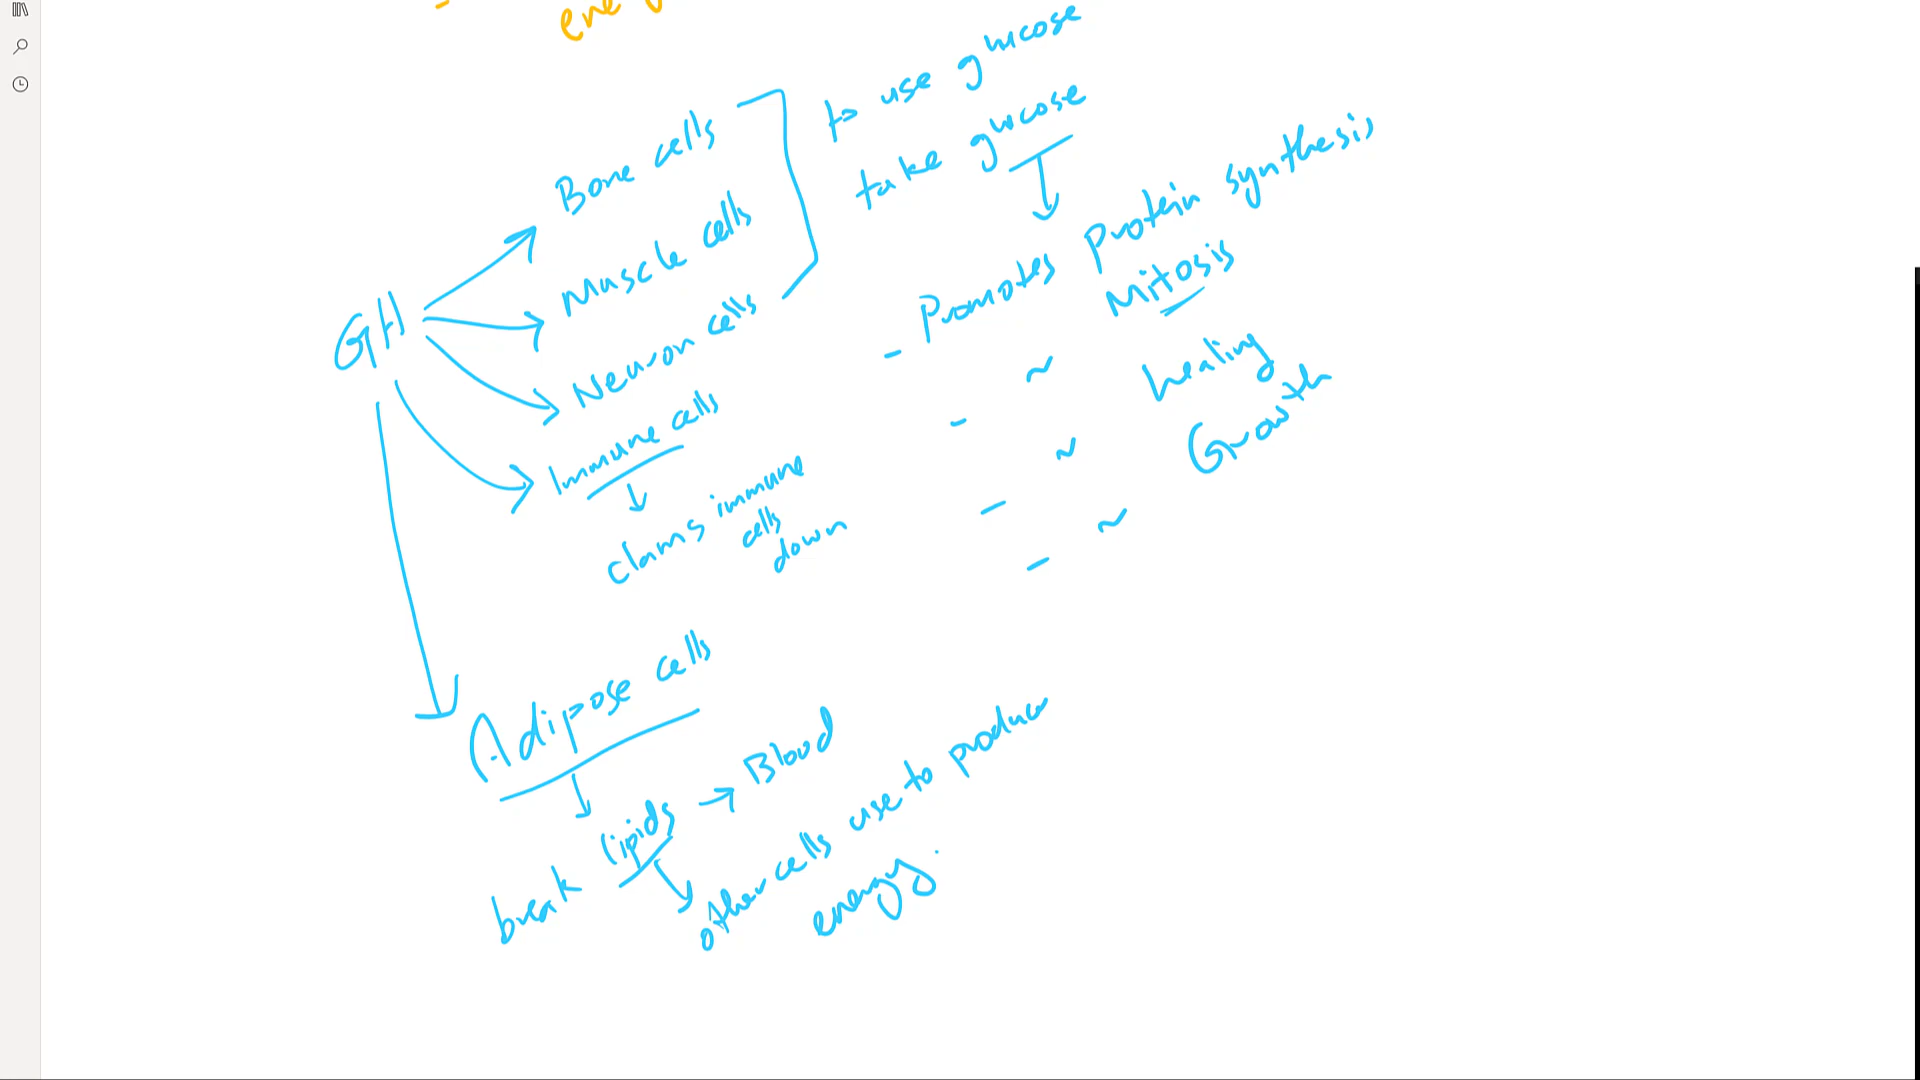 to use glucose
take glucose
Bone cells
Muscle cells
Neuron cells
GH
Immune cells
clams immune
cells
down
- Promotes Protein synthesis
- ~ Mitosis
- ~ healing
- ~ Growth
Adipose cells
break lipids → Blood
other cells use to produce
energy.